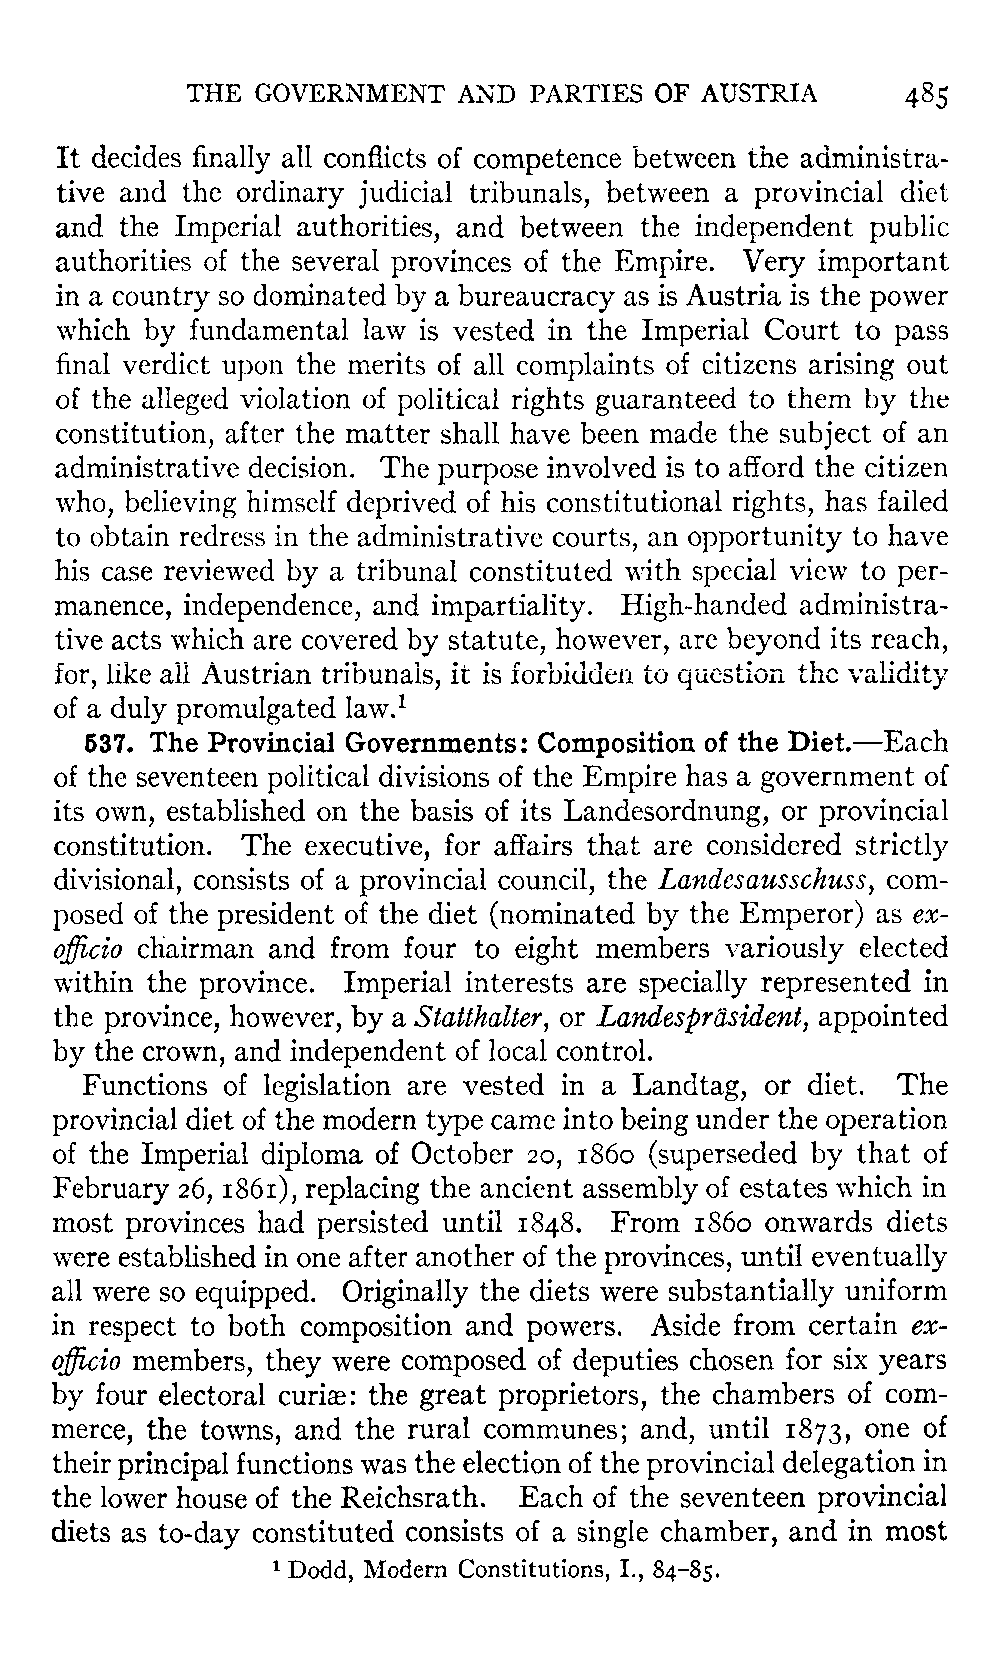 THE GOVERNMENT AND PARTIES OF AUSTRIA 485
It decides finally all conflicts of competence between the administra-
tive and the ordinary judicial tribunals, between a provincial diet
and the Imperial authorities, and between the independent public
authorities of the several provinces of the Empire. Very important
in a country so dominated by a bureaucracy as is Austria is the power
which by fundamental law is vested in the Imperial Court to pass
final verdict upon the merits of all complaints of citizens arising out
of the alleged violation of political rights guaranteed to them by the
constitution, after the matter shall have been made the subject of an
administrative decision. The purpose involved is to afford the citizen
who, believing himself deprived of his constitutional rights, has failed
to obtain redress in the administrative courts, an opportunity to have
his case reviewed by a tribunal constituted with special view to per-
manence, independence, and impartiality. High-handed administra-
tive acts which are covered by statute, however, are beyond its reach,
for, like all Austrian tribunals, it is forbidden to question the validity
of a duly promulgated law.¹
537. The Provincial Governments: Composition of the Diet.—Each
of the seventeen political divisions of the Empire has a government of
its own, established on the basis of its Landesordnung, or provincial
constitution. The executive, for affairs that are considered strictly
divisional, consists of a provincial council, the Landesausschuss, com-
posed of the president of the diet (nominated by the Emperor) as ex-
officio chairman and from four to eight members variously elected
within the province. Imperial interests are specially represented in
the province, however, by a Statthalter, or Landespräsident, appointed
by the crown, and independent of local control.
Functions of legislation are vested in a Landtag, or diet. The
provincial diet of the modern type came into being under the operation
of the Imperial diploma of October 20, 1860 (superseded by that of
February 26, 1861), replacing the ancient assembly of estates which in
most provinces had persisted until 1848. From 1860 onwards diets
were established in one after another of the provinces, until eventually
all were so equipped. Originally the diets were substantially uniform
in respect to both composition and powers. Aside from certain ex-
officio members, they were composed of deputies chosen for six years
by four electoral curiæ: the great proprietors, the chambers of com-
merce, the towns, and the rural communes; and, until 1873, one of
their principal functions was the election of the provincial delegation in
the lower house of the Reichsrath. Each of the seventeen provincial
diets as to-day constituted consists of a single chamber, and in most
¹ Dodd, Modern Constitutions, I., 84–85.